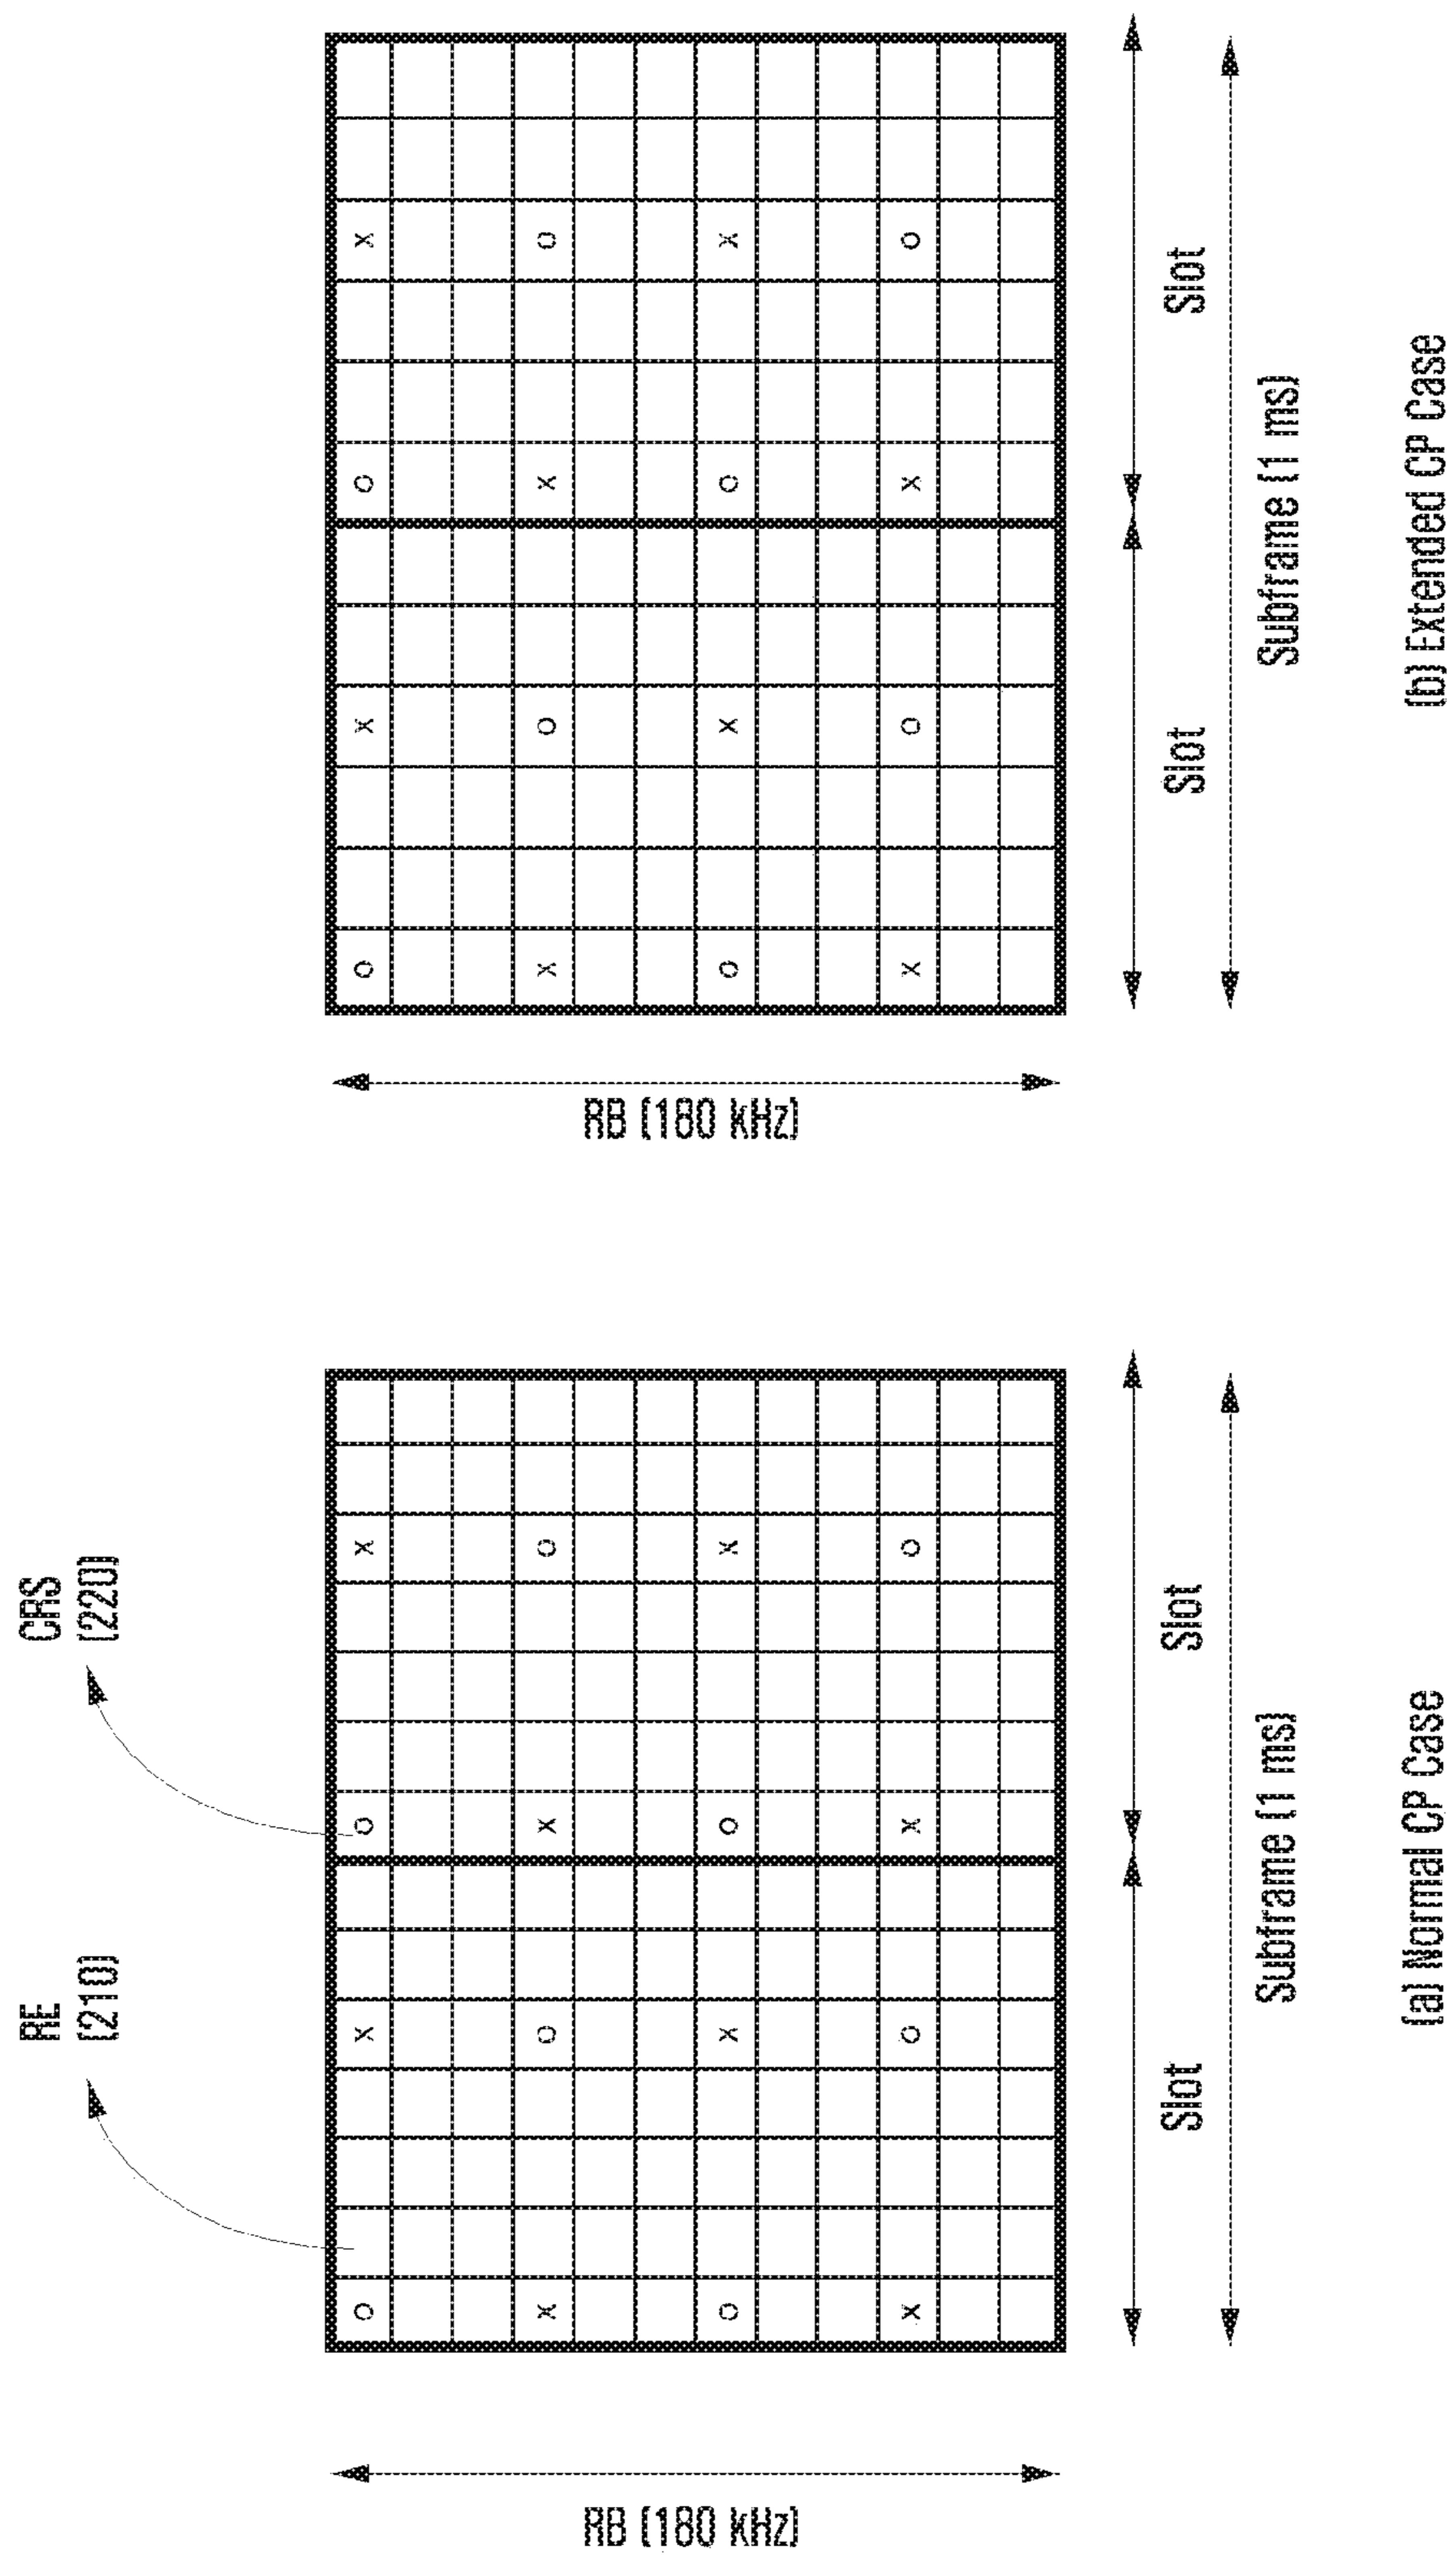 RE
(210)
CRS
(220)
RB (180 kHz)
O X O X
X O X O
O X O X
X O X O
Slot
Slot
Subframe (1 ms)
(a) Normal CP Case
RB (180 kHz)
O X O X
X O X O
O X O X
X O X O
Slot
Slot
Subframe (1 ms)
(b) Extended CP Case